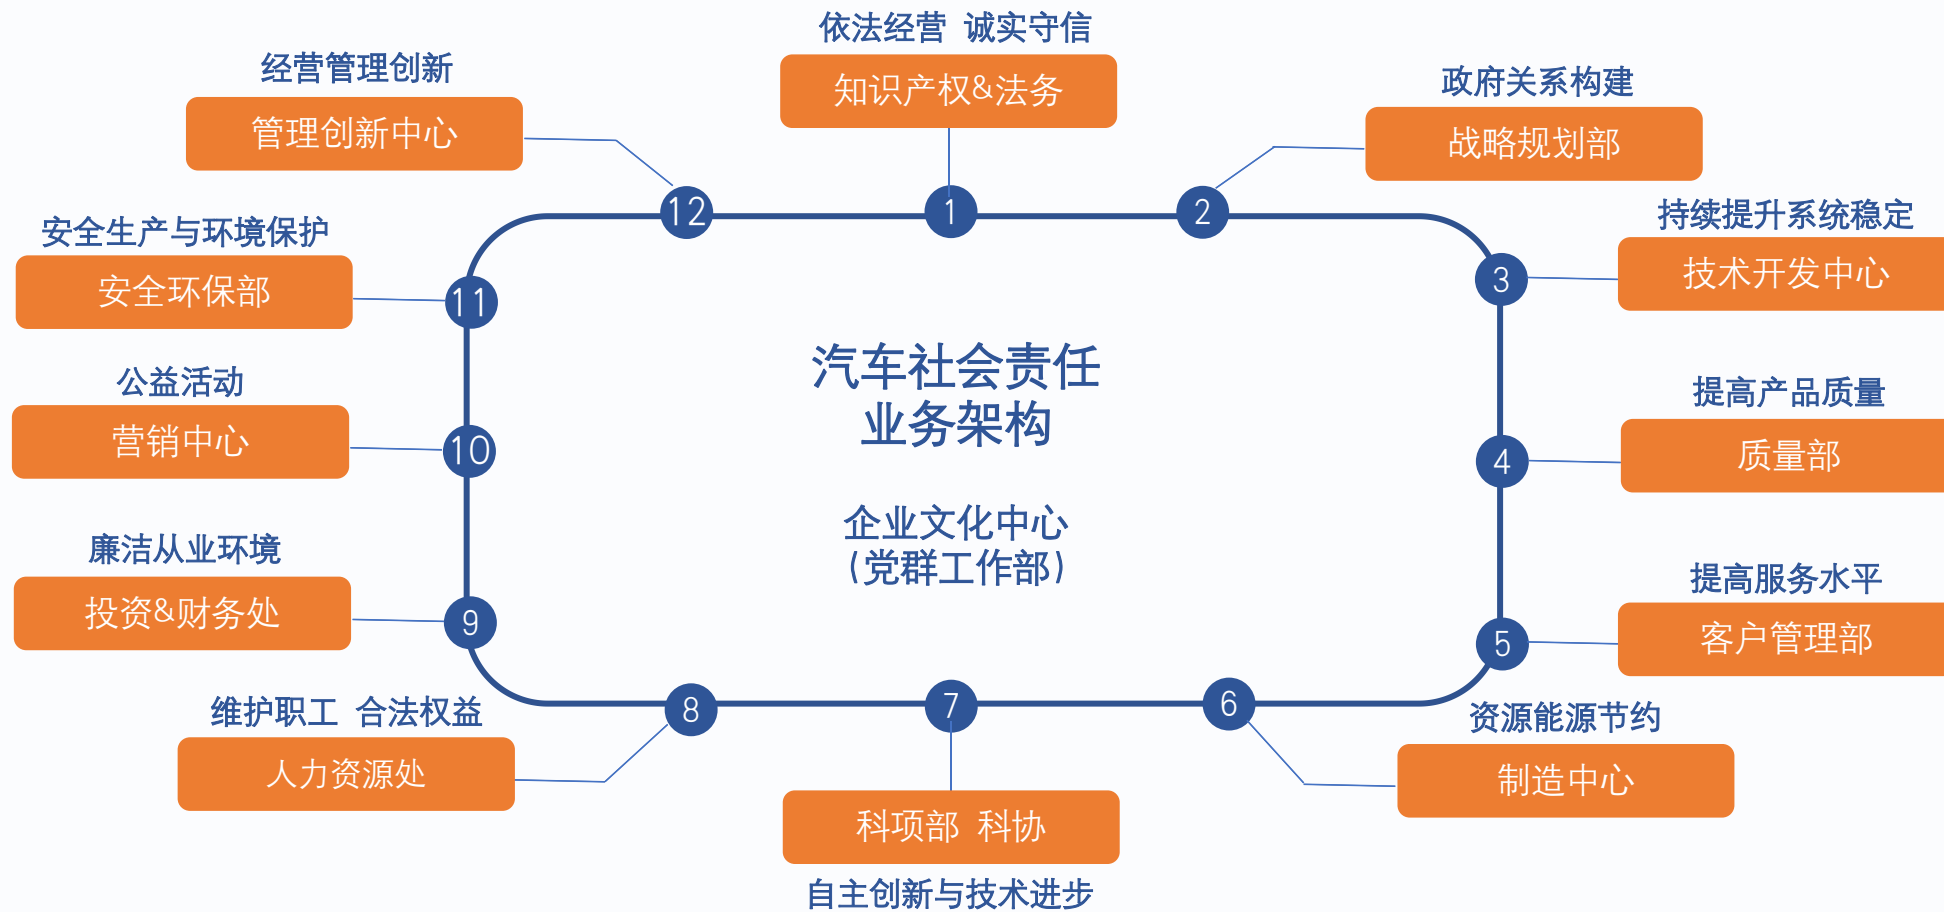 依法经营 诚实守信
知识产权&法务
1
政府关系构建
战略规划部
2
持续提升系统稳定
技术开发中心
3
提高产品质量
质量部
4
提高服务水平
客户管理部
5
资源能源节约
制造中心
6
7
科项部 科协
自主创新与技术进步
维护职工 合法权益
人力资源处
8
廉洁从业环境
投资&财务处
9
公益活动
营销中心
10
安全生产与环境保护
安全环保部
11
经营管理创新
管理创新中心
12
汽车社会责任
业务架构
企业文化中心
(党群工作部)